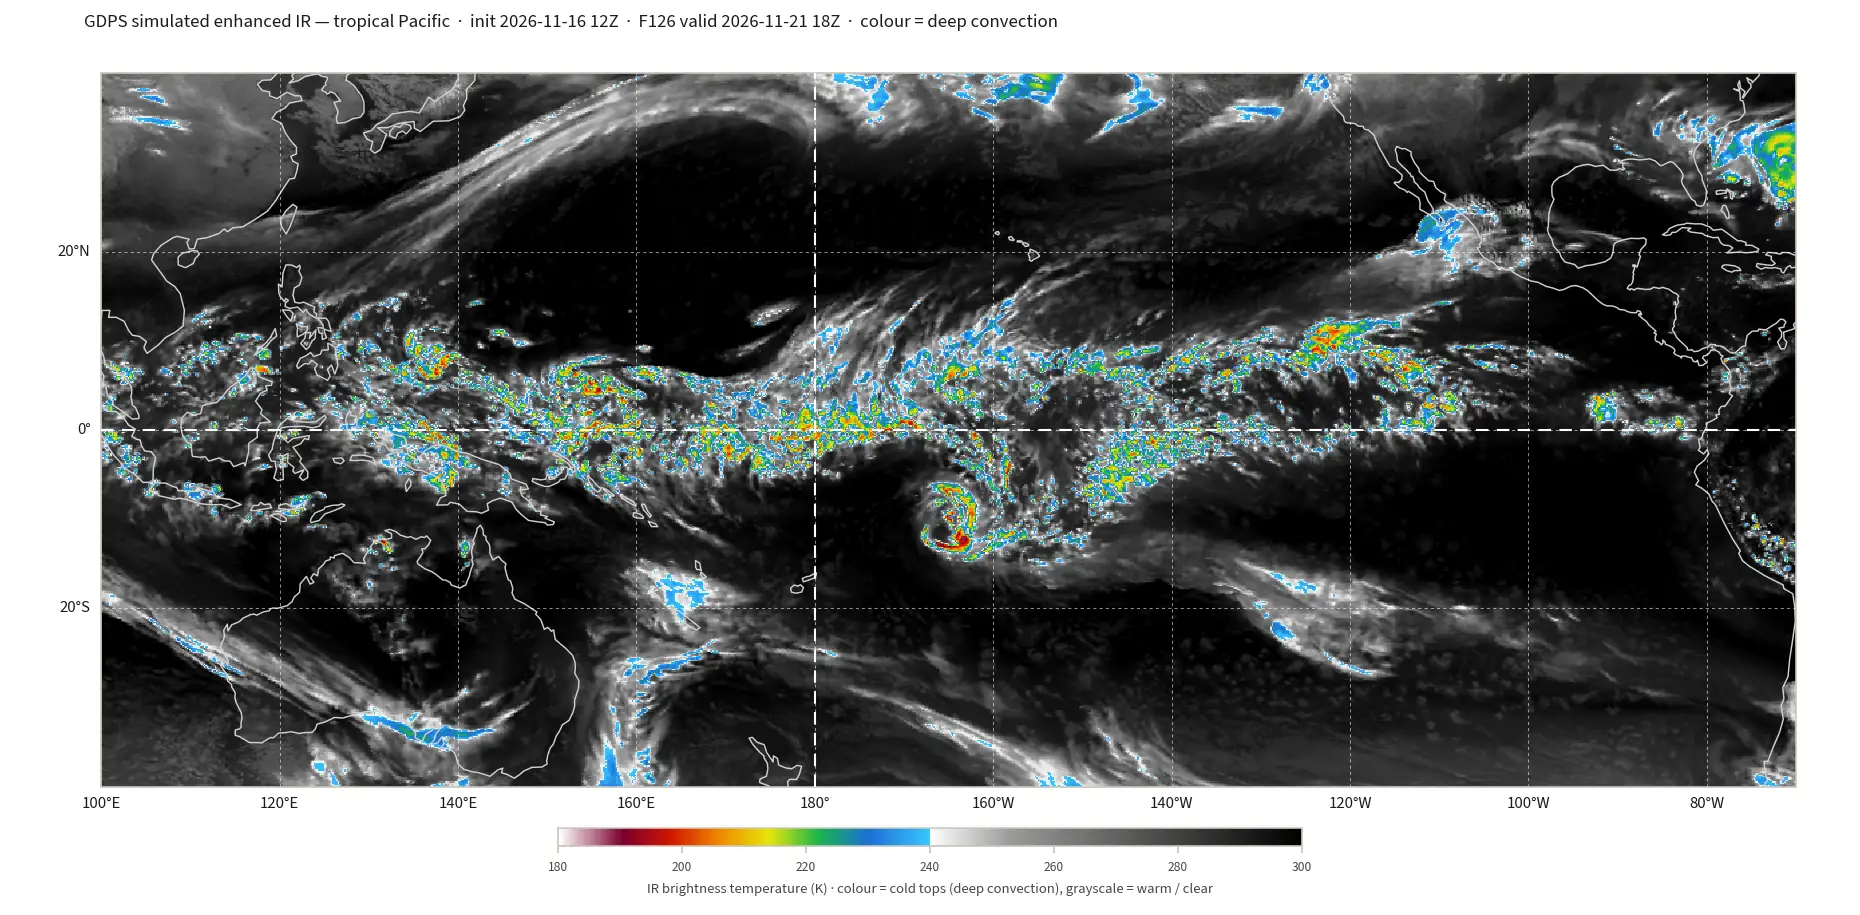 GDPS simulated enhanced IR — tropical Pacific · init 2026-11-16 12Z · F126 valid 2026-11-21 18Z · colour = deep convection
20°N
0°
20°S
100°E 120°E 140°E 160°E 180° 160°W 140°W 120°W 100°W 80°W
180 200 220 240 260 280 300
IR brightness temperature (K) · colour = cold tops (deep convection), grayscale = warm / clear